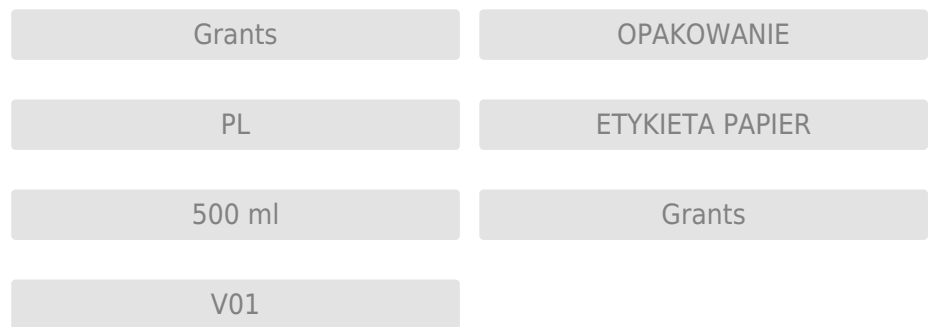 Grants
OPAKOWANIE
PL
ETYKIETA PAPIER
500 ml
Grants
V01